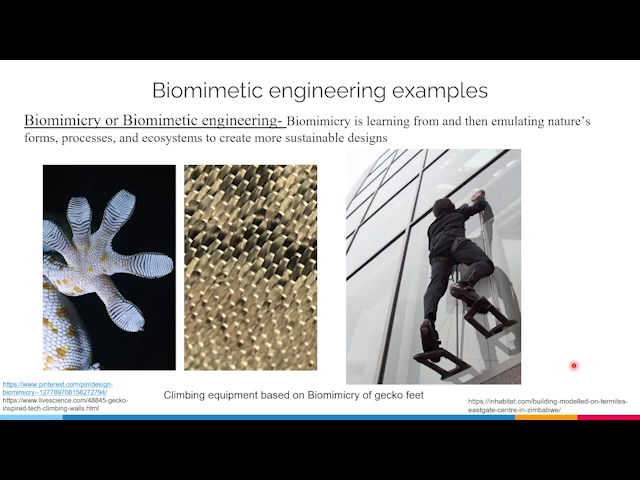 Biomimetic engineering examples
Biomimicry or Biomimetic engineering- Biomimicry is learning from and then emulating nature's
forms, processes, and ecosystems to create more sustainable designs
https://www.pinterest.com/pin/design-
biomimicry--127789708156272794/
https://www.livescience.com/48845-gecko-
inspired-tech-climbing-walls.html
Climbing equipment based on Biomimicry of gecko feet
https://inhabitat.com/building-modelled-on-termites-
eastgate-centre-in-zimbabwe/